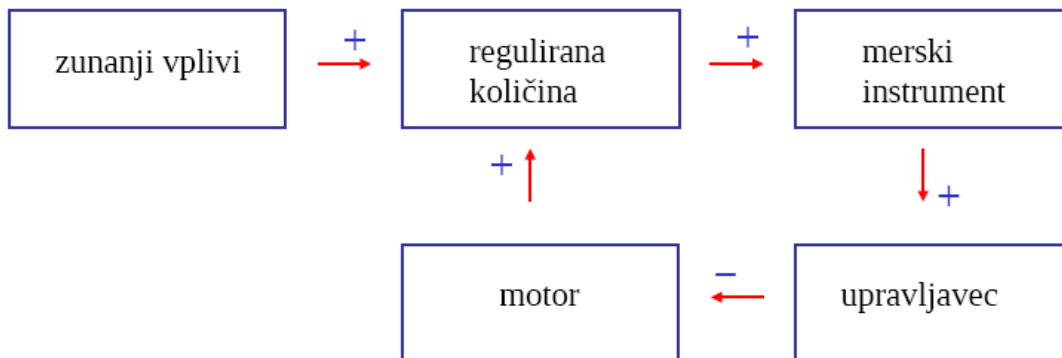 zunanji vplivi
+
regulirana
količina
+
merski
instrument
+
+
motor
−
upravljavec